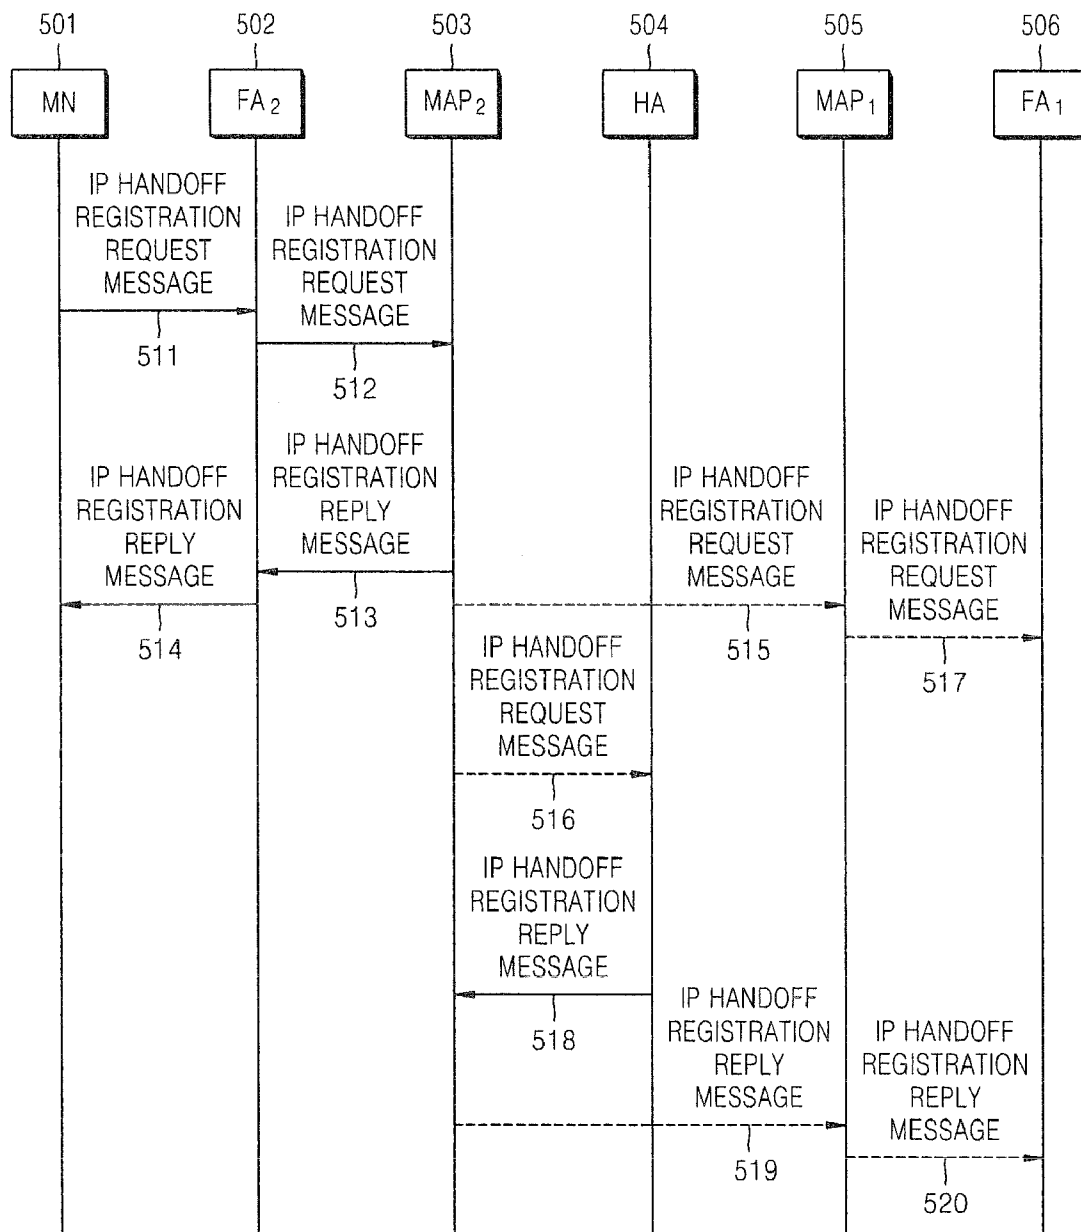 501
502
503
504
505
506
MN
FA2
MAP2
HA
MAP1
FA1
IP HANDOFF
REGISTRATION
REQUEST
MESSAGE
511
IP HANDOFF
REGISTRATION
REQUEST
MESSAGE
512
IP HANDOFF
REGISTRATION
REPLY
MESSAGE
513
IP HANDOFF
REGISTRATION
REPLY
MESSAGE
514
IP HANDOFF
REGISTRATION
REQUEST
MESSAGE
515
IP HANDOFF
REGISTRATION
REQUEST
MESSAGE
517
IP HANDOFF
REGISTRATION
REQUEST
MESSAGE
516
IP HANDOFF
REGISTRATION
REPLY
MESSAGE
518
IP HANDOFF
REGISTRATION
REPLY
MESSAGE
519
IP HANDOFF
REGISTRATION
REPLY
MESSAGE
520